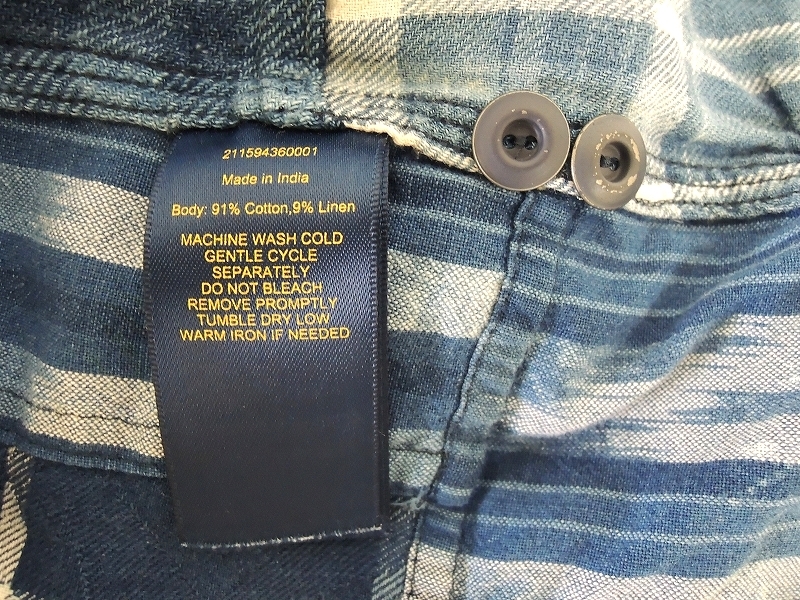 211594360001
Made in India
Body: 91% Cotton,9% Linen
MACHINE WASH COLD
GENTLE CYCLE
SEPARATELY
DO NOT BLEACH
REMOVE PROMPTLY
TUMBLE DRY LOW
WARM IRON IF NEEDED